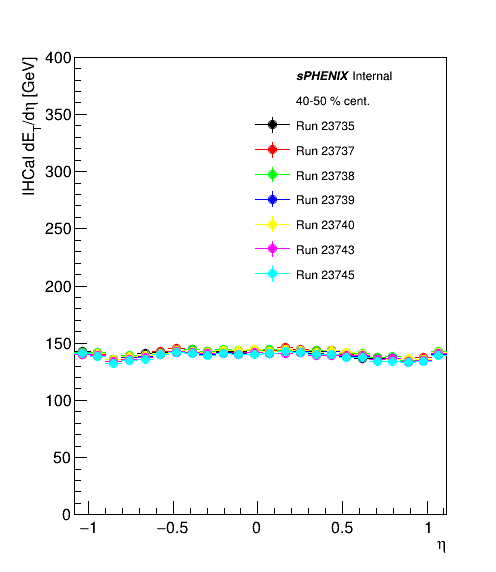 IHCal dE_T/dη [GeV]
400
350
300
250
200
150
100
50
0
sPHENIX Internal
40-50 % cent.
Run 23735
Run 23737
Run 23738
Run 23739
Run 23740
Run 23743
Run 23745
−1 −0.5 0 0.5 1
η